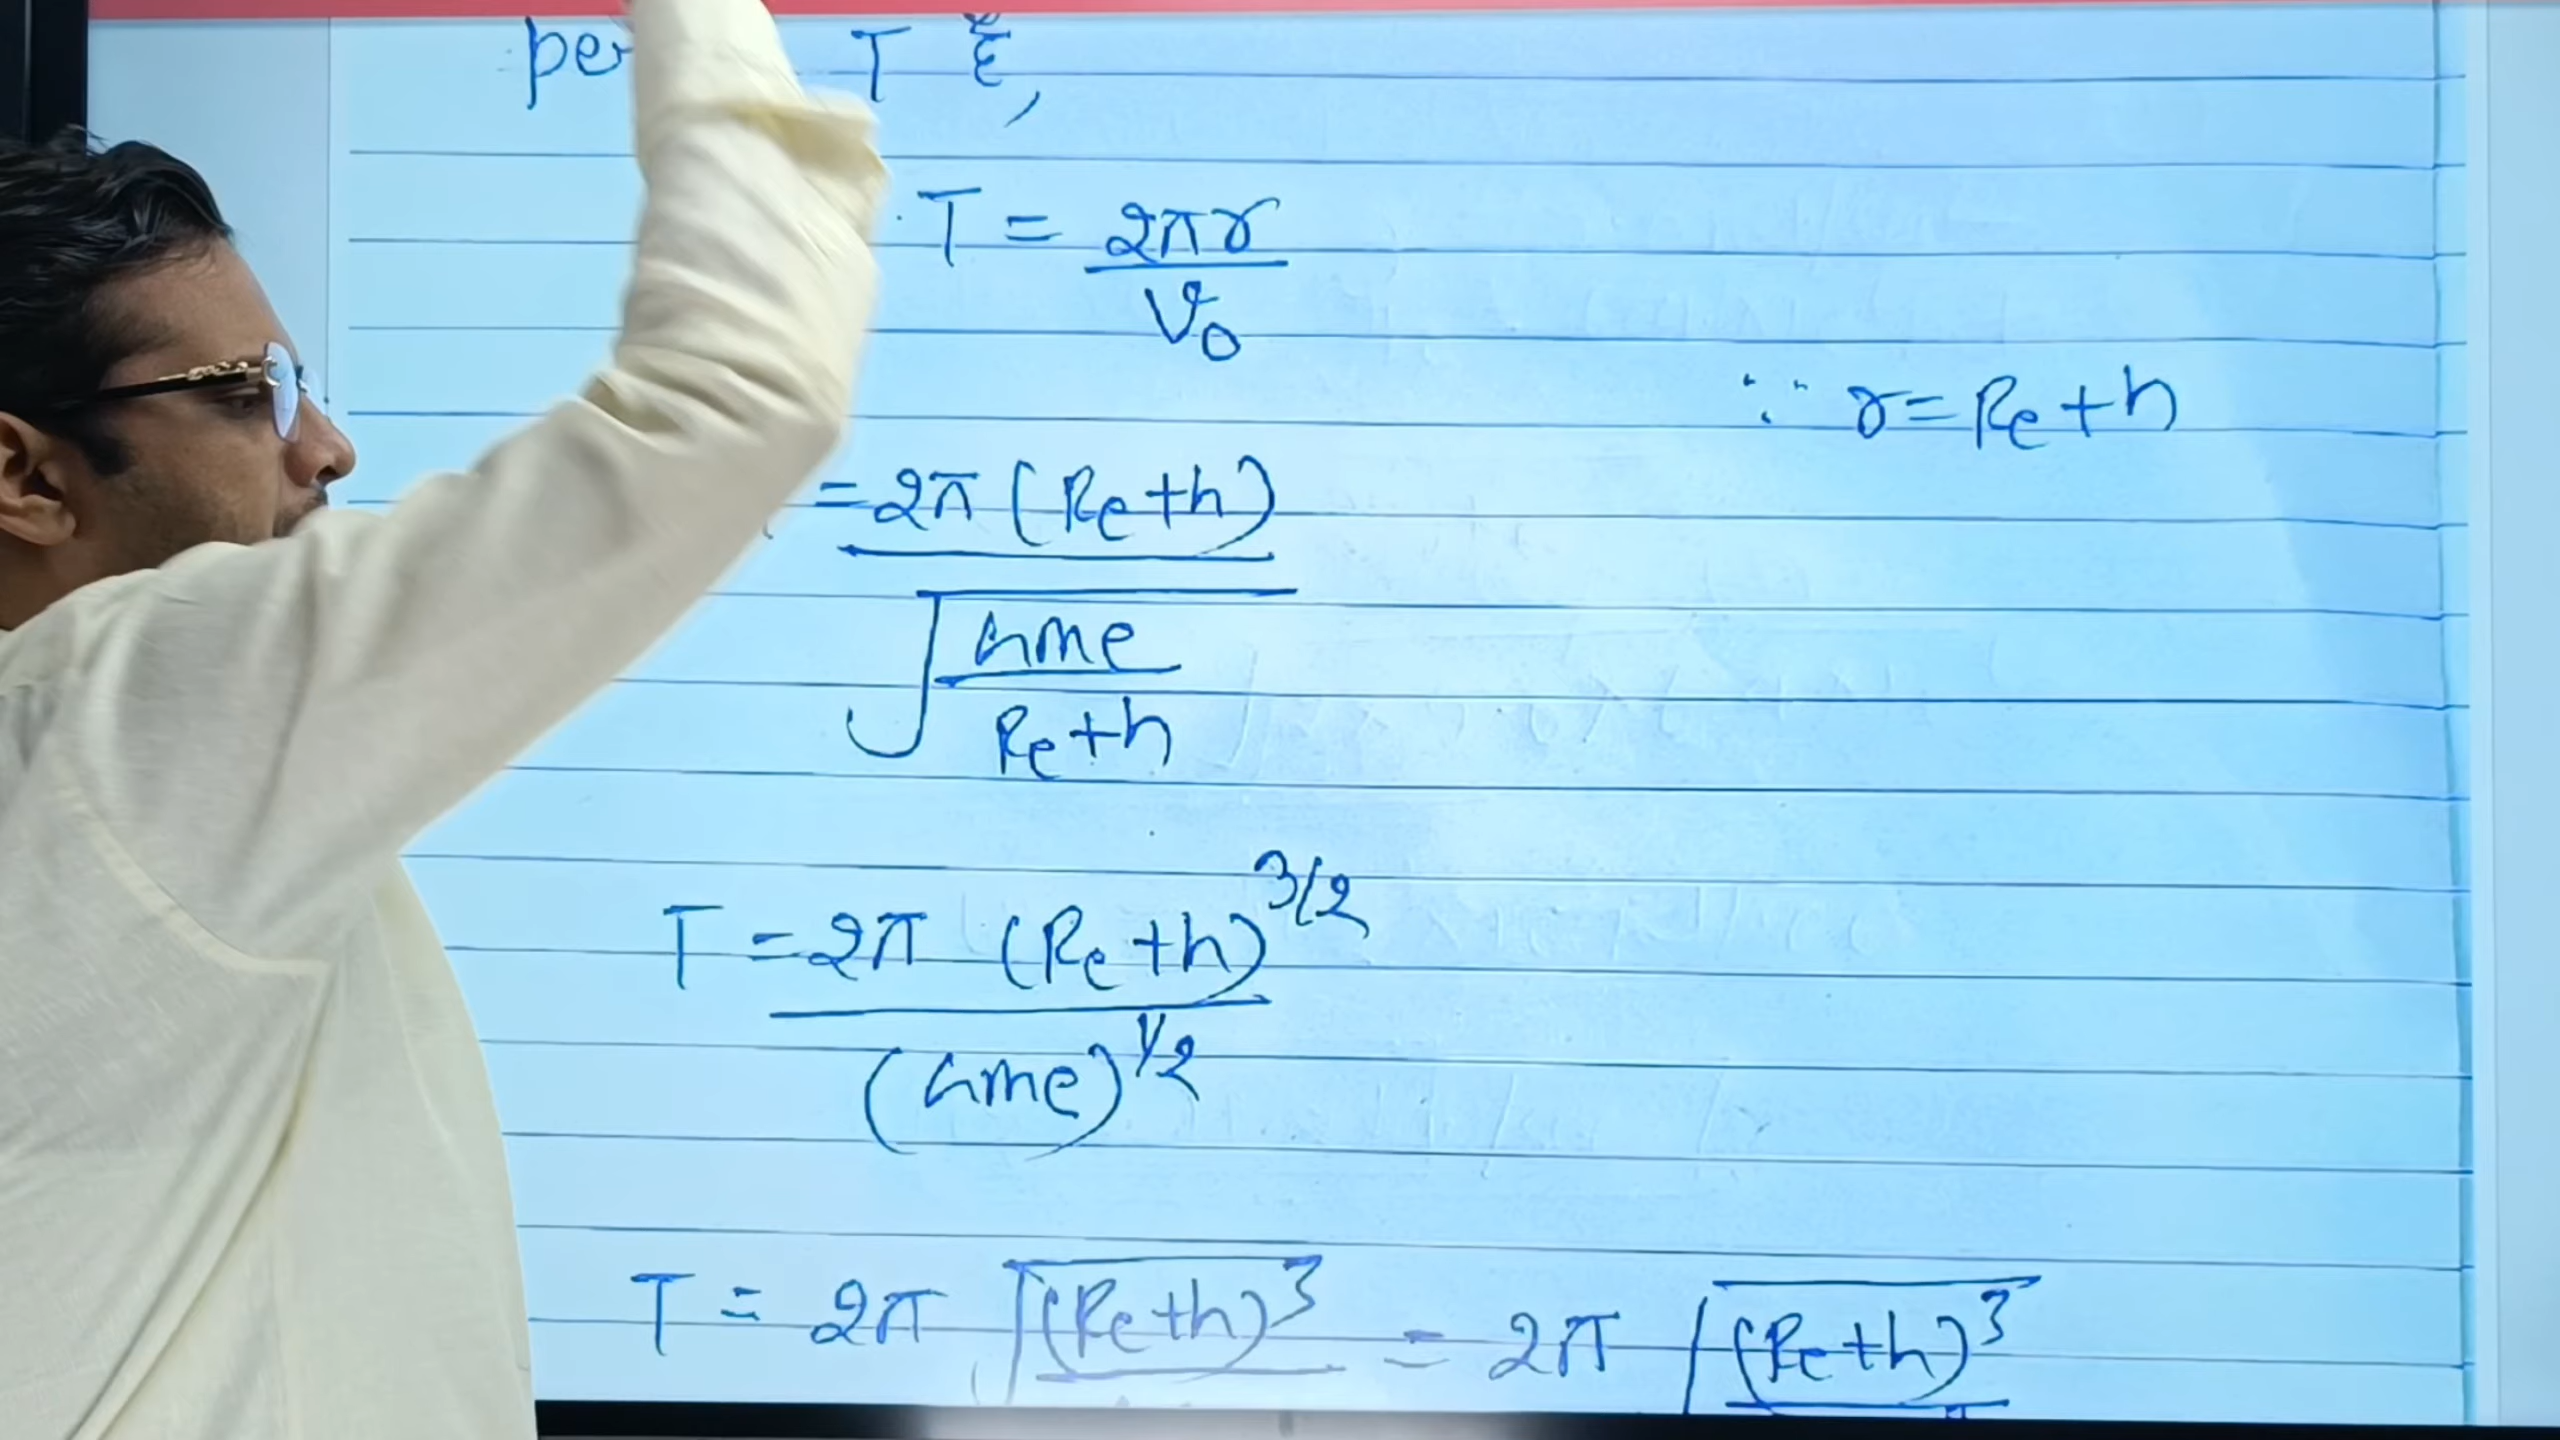 T है,
T = 2πr / V₀
∵ r = Re + h
= 2π (Re + h) / √(GMe / Re + h)
T = 2π (Re + h)^3/2 / (GMe)^1/2
T = 2π √(Re + h)³ = 2π √(Re + h)³